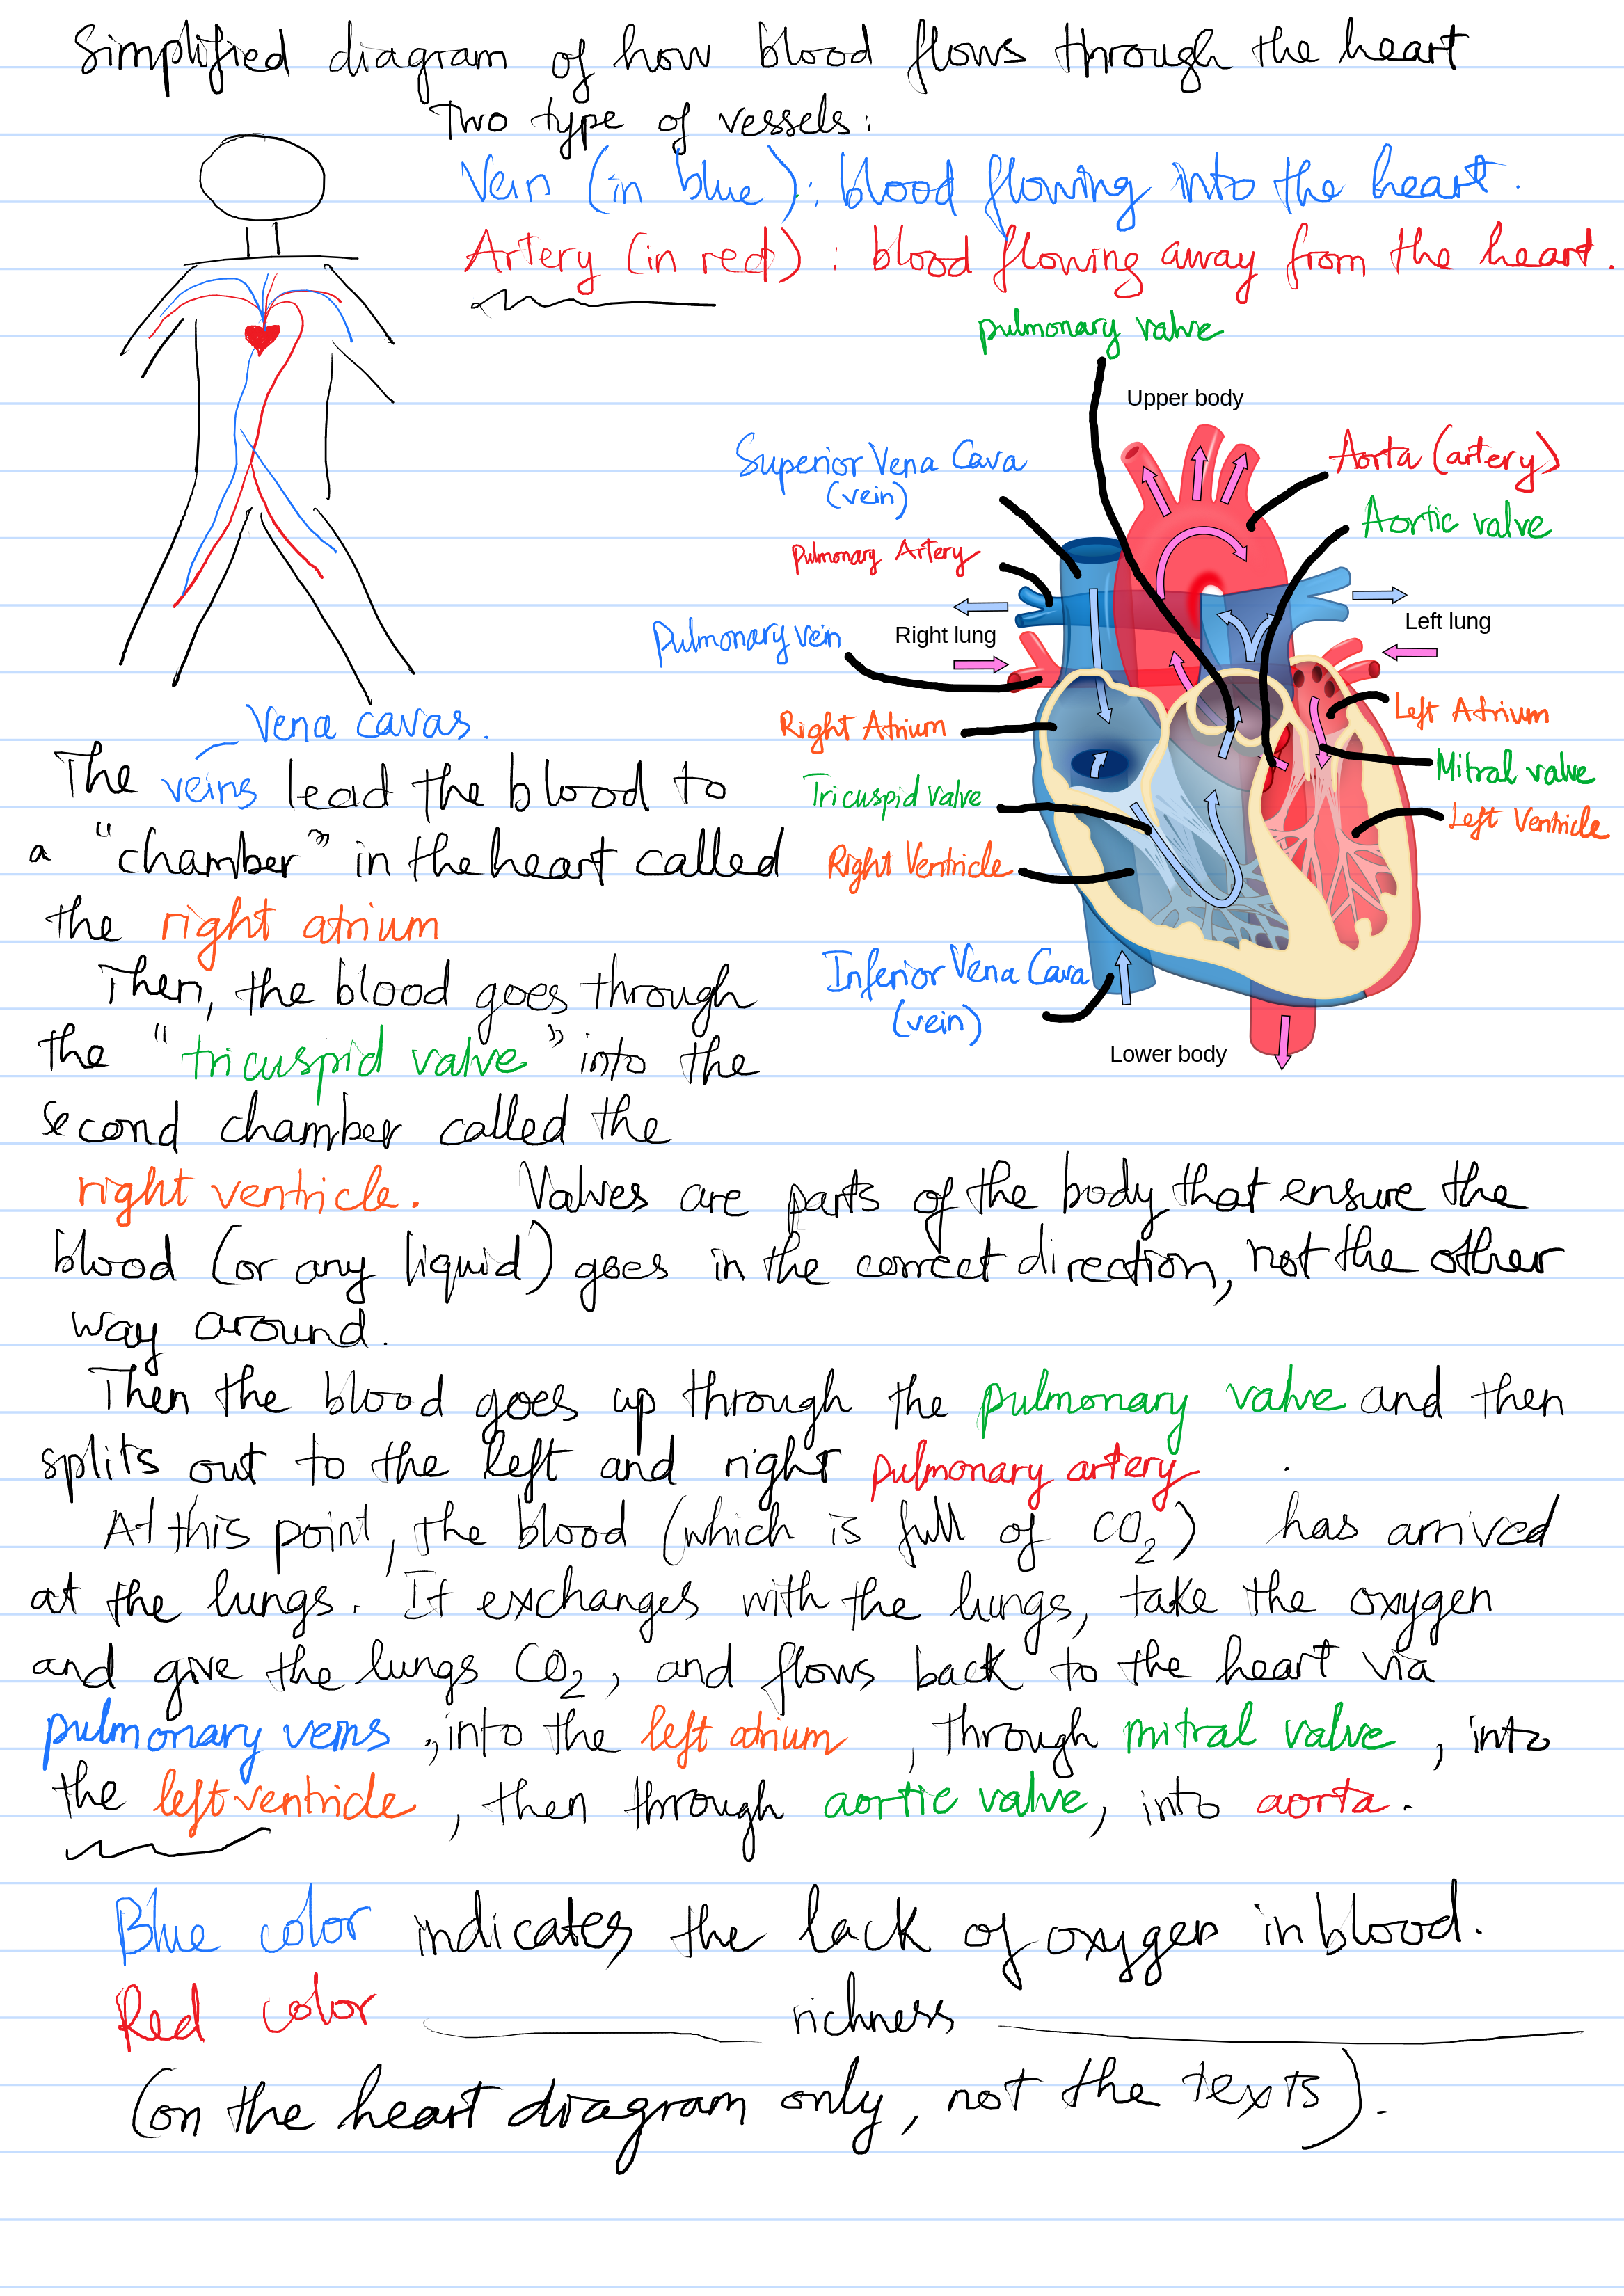 Simplified diagram of how blood flows through the heart
Two type of vessels:
Vein (in blue): blood flowing into the heart.
Artery (in red): blood flowing away from the heart.
pulmonary valve
Upper body
Superior Vena Cava
(vein)
Aorta (artery)
Aortic valve
Pulmonary Artery
Pulmonary vein
Right lung
Left lung
Right Atrium
Left Atrium
Mitral valve
Tricuspid valve
Left Ventricle
Right Ventricle
Inferior Vena Cava
(vein)
Lower body
Vena cavas.
The veins lead the blood to
a "chamber" in the heart called
the right atrium
Then, the blood goes through
the "tricuspid valve" into the
second chamber called the
right ventricle. Valves are parts of the body that ensure the
blood (or any liquid) goes in the correct direction, not the other
way around.
Then the blood goes up through the pulmonary valve and then
splits out to the left and right pulmonary artery.
At this point, the blood (which is full of CO2) has arrived
at the lungs. It exchanges with the lungs, take the oxygen
and give the lungs CO2, and flows back to the heart via
pulmonary veins, into the left atrium, through mitral valve, into
the left ventricle, then through aortic valve, into aorta.
Blue color indicates the lack of oxygen in blood.
Red color richness
(on the heart diagram only, not the texts).